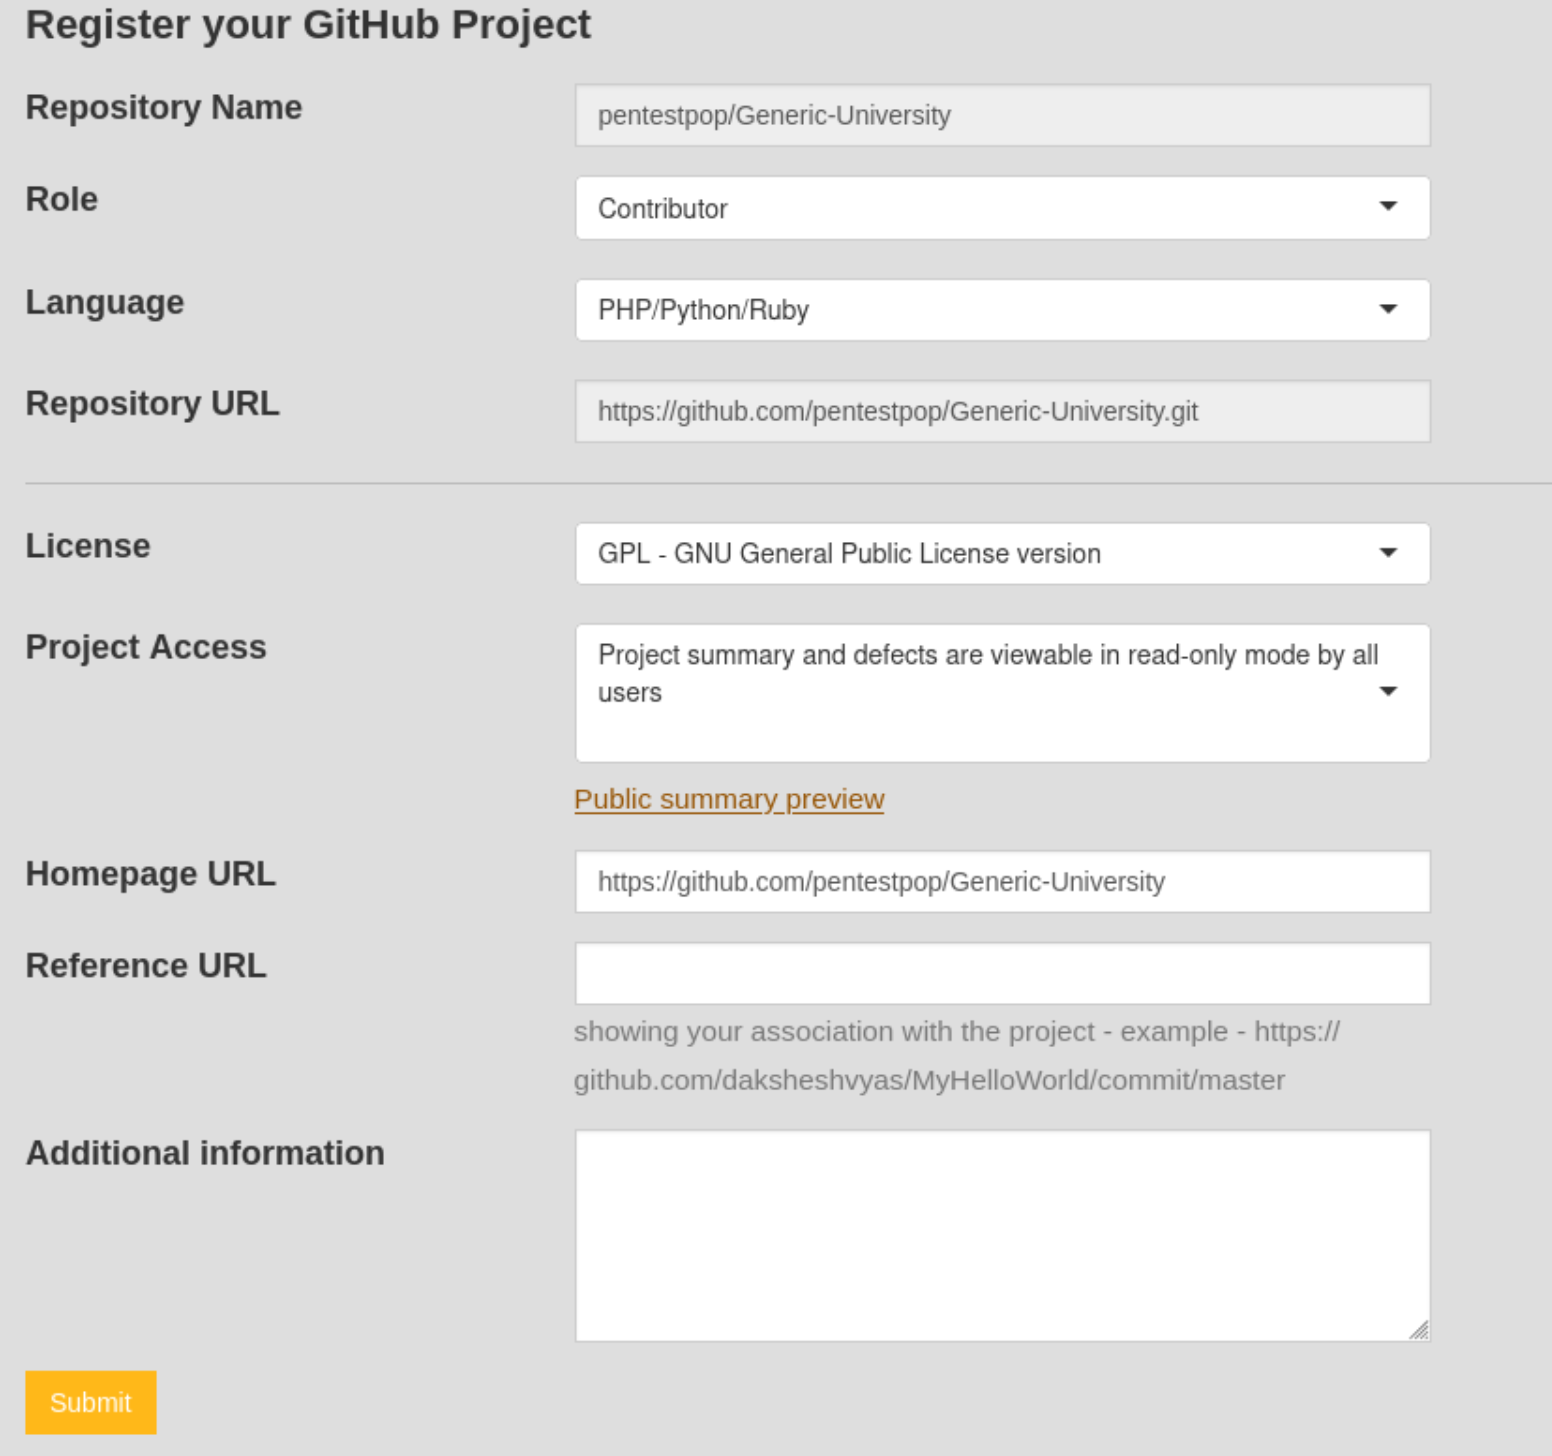 Register your GitHub Project
Repository Name
pentestpop/Generic-University
Role
Contributor
Language
PHP/Python/Ruby
Repository URL
https://github.com/pentestpop/Generic-University.git
License
GPL - GNU General Public License version
Project Access
Project summary and defects are viewable in read-only mode by all
users
Public summary preview
Homepage URL
https://github.com/pentestpop/Generic-University
Reference URL
showing your association with the project - example - https://
github.com/daksheshvyas/MyHelloWorld/commit/master
Additional information
Submit